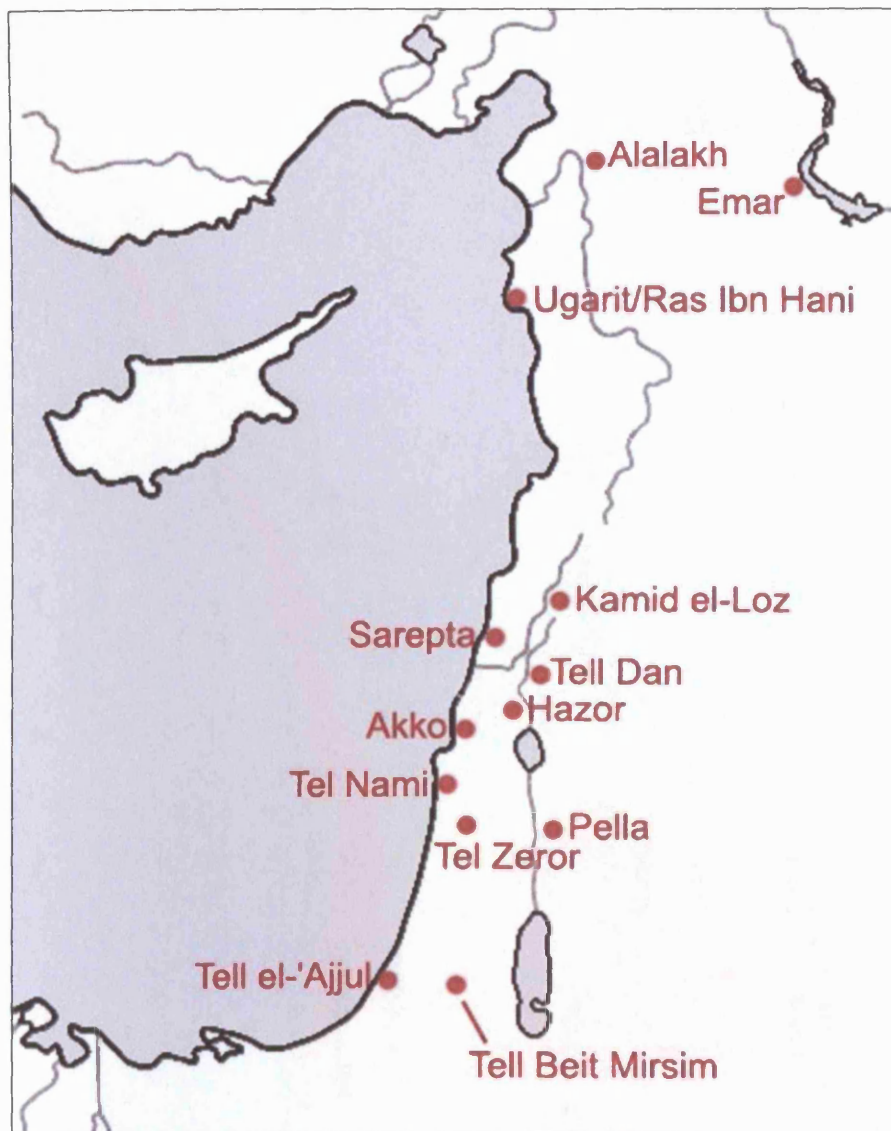 Alalakh
Emar
Ugarit/Ras Ibn Hani
Kamid el-Loz
Sarepta
Tell Dan
Hazor
Akko
Tel Nami
Pella
Tel Zeror
Tell el-'Ajjul
Tell Beit Mirsim